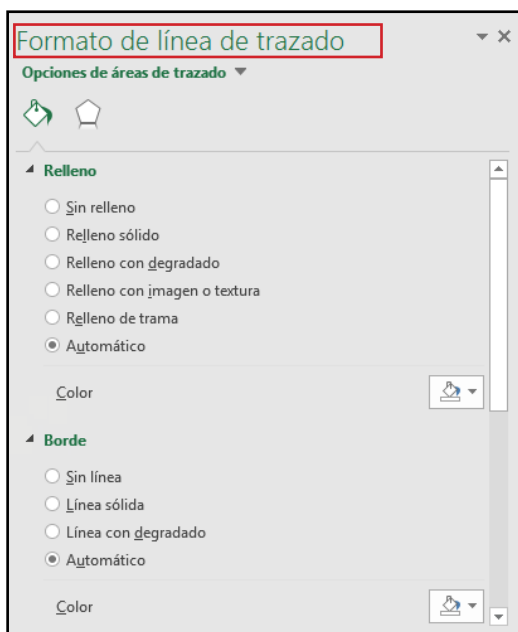 Formato de línea de trazado
Opciones de áreas de trazado
Relleno
Sin relleno
Relleno sólido
Relleno con degradado
Relleno con imagen o textura
Relleno de trama
Automático
Color
Borde
Sin línea
Línea sólida
Línea con degradado
Automático
Color